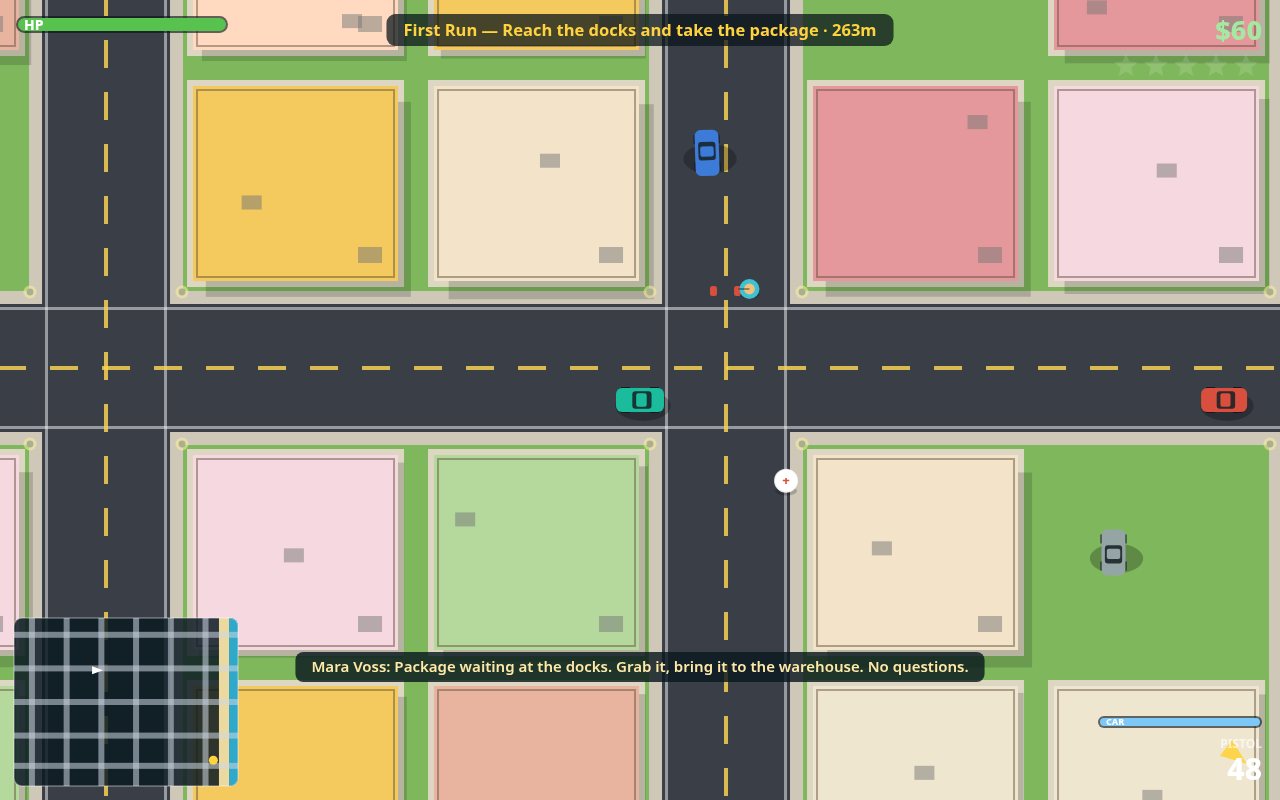 HP
First Run — Reach the docks and take the package · 263m
$60
Mara Voss: Package waiting at the docks. Grab it, bring it to the warehouse. No questions.
CAR
PISTOL
48